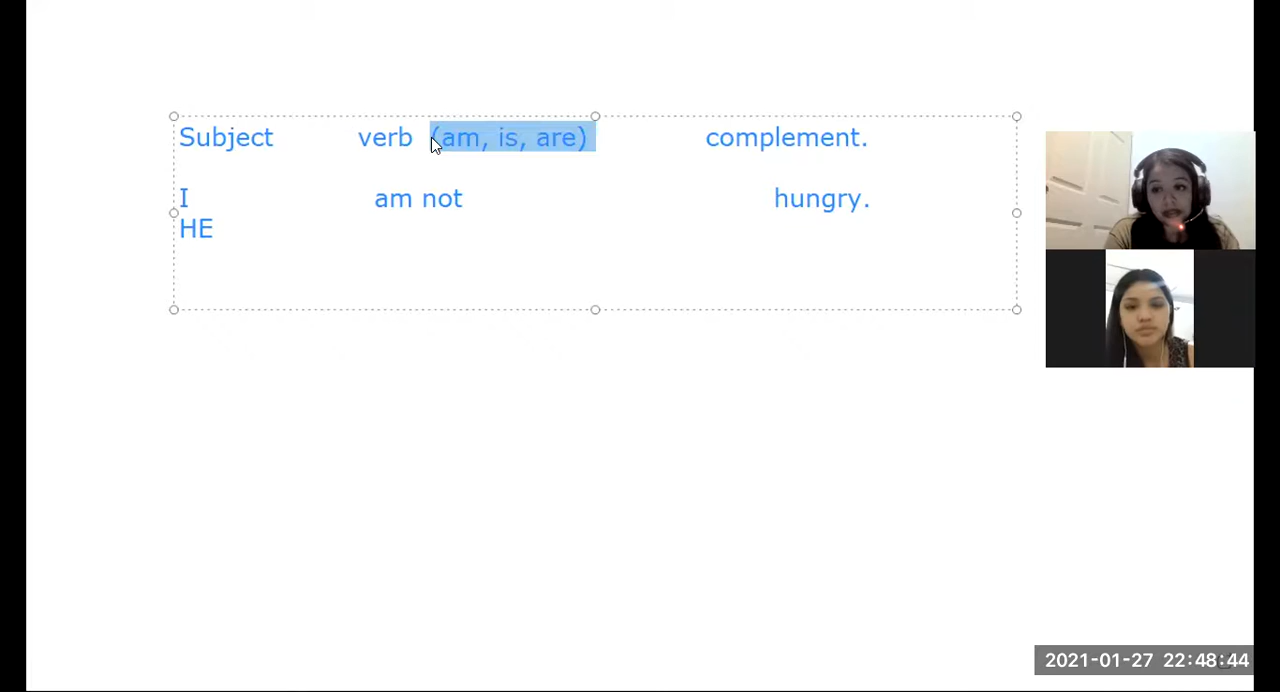 Subject verb (am, is, are) complement.
I am not hungry.
HE
2021-01-27 22:48:44